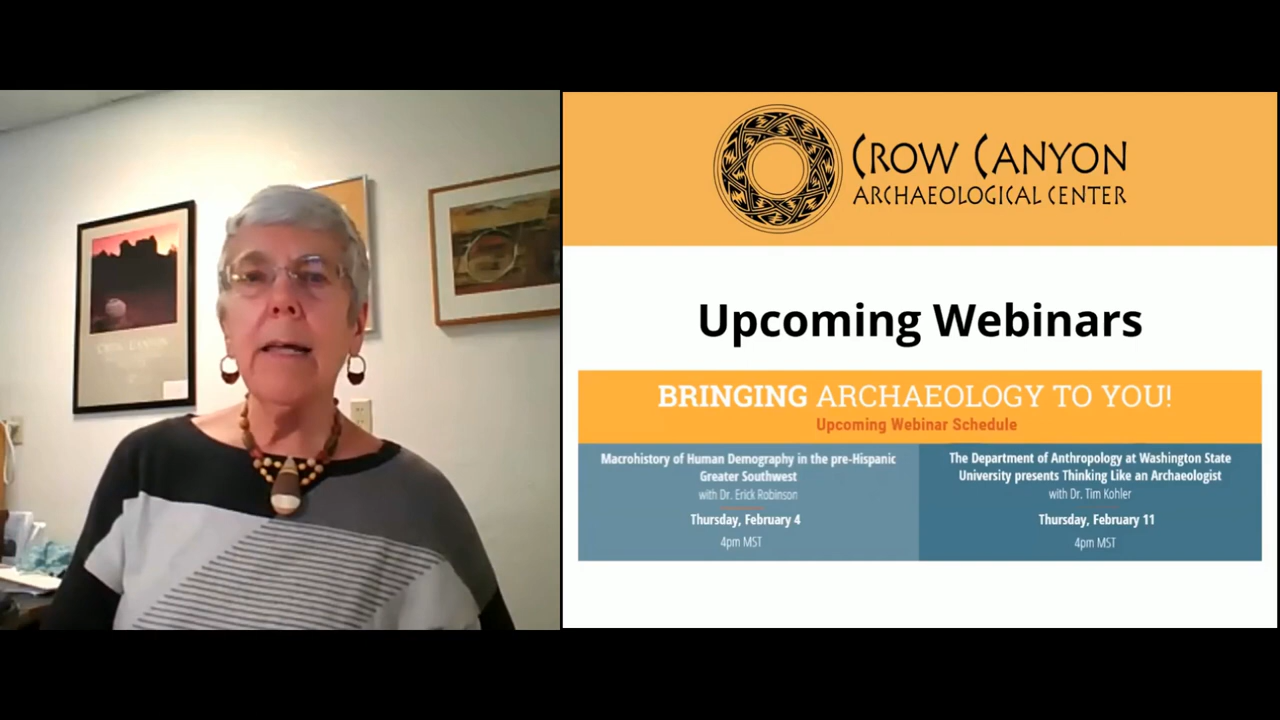 CROW CANYON
CROW CANYON
ARCHAEOLOGICAL CENTER
Upcoming Webinars
BRINGING ARCHAEOLOGY TO YOU!
Upcoming Webinar Schedule
Macrohistory of Human Demography in the pre-Hispanic
Greater Southwest
with Dr. Erick Robinson
Thursday, February 4
4pm MST
The Department of Anthropology at Washington State
University presents Thinking Like an Archaeologist
with Dr. Tim Kohler
Thursday, February 11
4pm MST